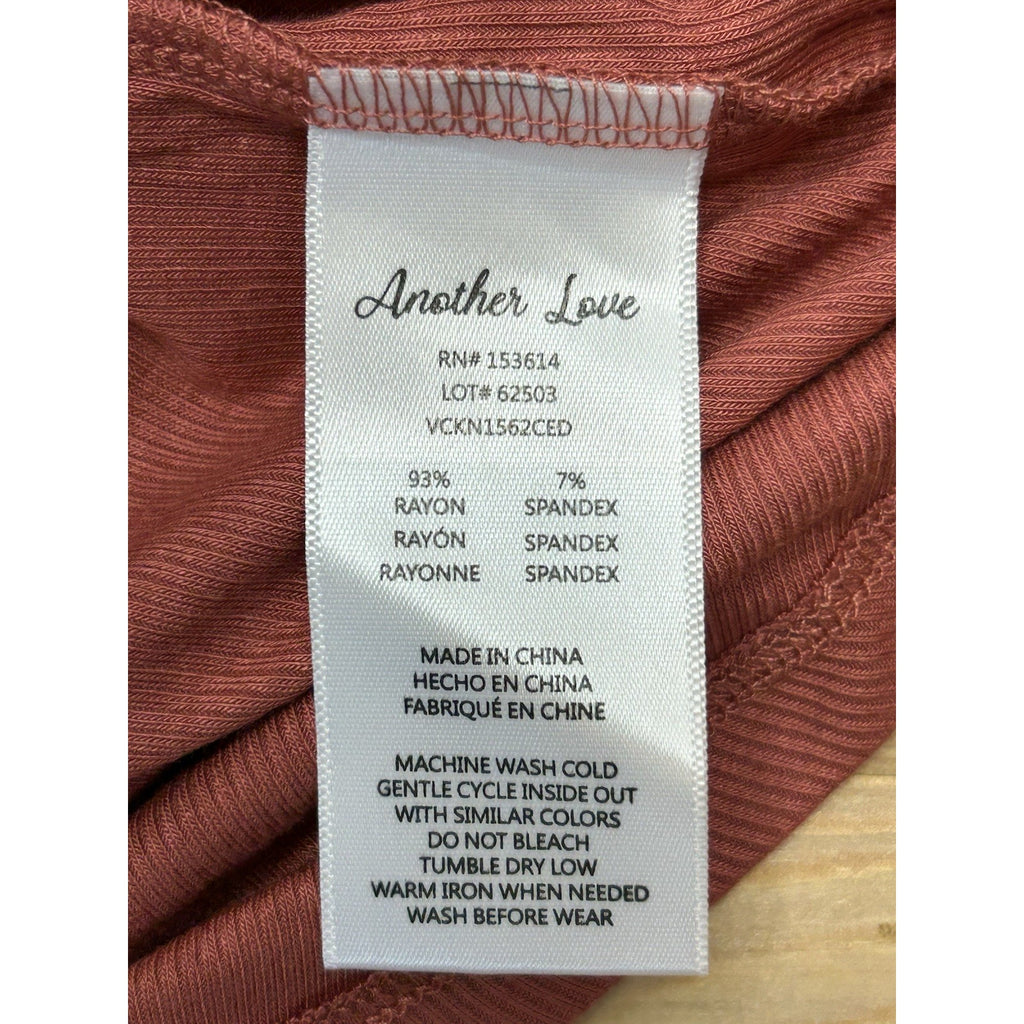 Another Love
RN# 153614
LOT# 62503
VCKN1562CED
93% 7%
RAYON SPANDEX
RAYÓN SPANDEX
RAYONNE SPANDEX
MADE IN CHINA
HECHO EN CHINA
FABRIQUÉ EN CHINE
MACHINE WASH COLD
GENTLE CYCLE INSIDE OUT
WITH SIMILAR COLORS
DO NOT BLEACH
TUMBLE DRY LOW
WARM IRON WHEN NEEDED
WASH BEFORE WEAR